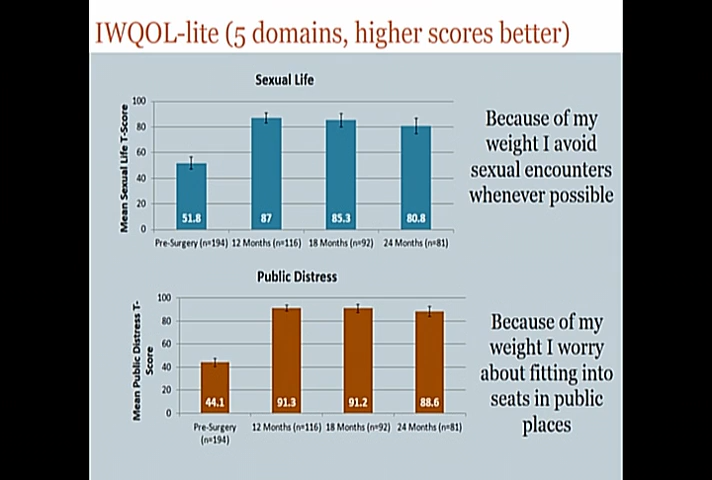 IWQOL-lite (5 domains, higher scores better)
Sexual Life
Mean Sexual Life T-Score
100
80
60
40
20
0
51.8
87
85.3
80.8
Pre-Surgery (n=194) 12 Months (n=116) 18 Months (n=92) 24 Months (n=81)
Because of my
weight I avoid
sexual encounters
whenever possible
Public Distress
Mean Public Distress T-
Score
100
80
60
40
20
0
44.1
91.3
91.2
88.6
Pre-Surgery
(n=194)
12 Months (n=116) 18 Months (n=92) 24 Months (n=81)
Because of my
weight I worry
about fitting into
seats in public
places